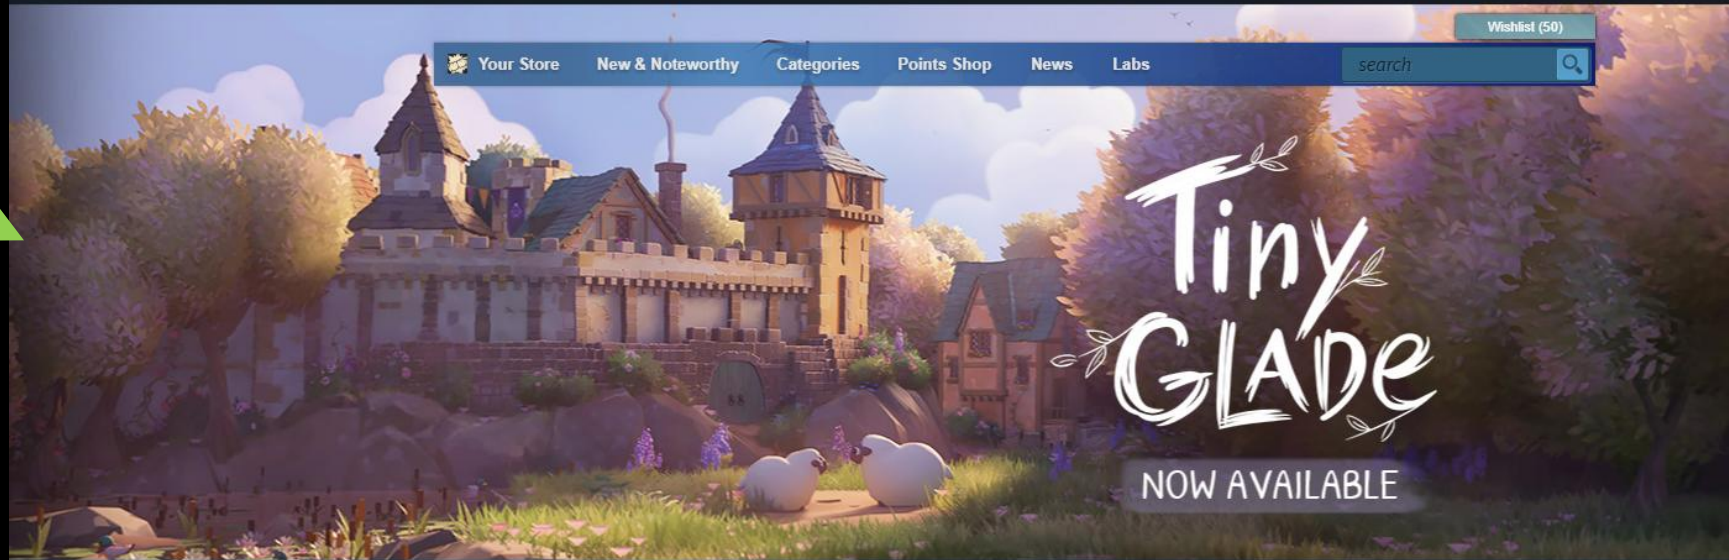 Wishlist (50)
Your Store New & Noteworthy Categories Points Shop News Labs search
Tiny
GLADE
NOW AVAILABLE